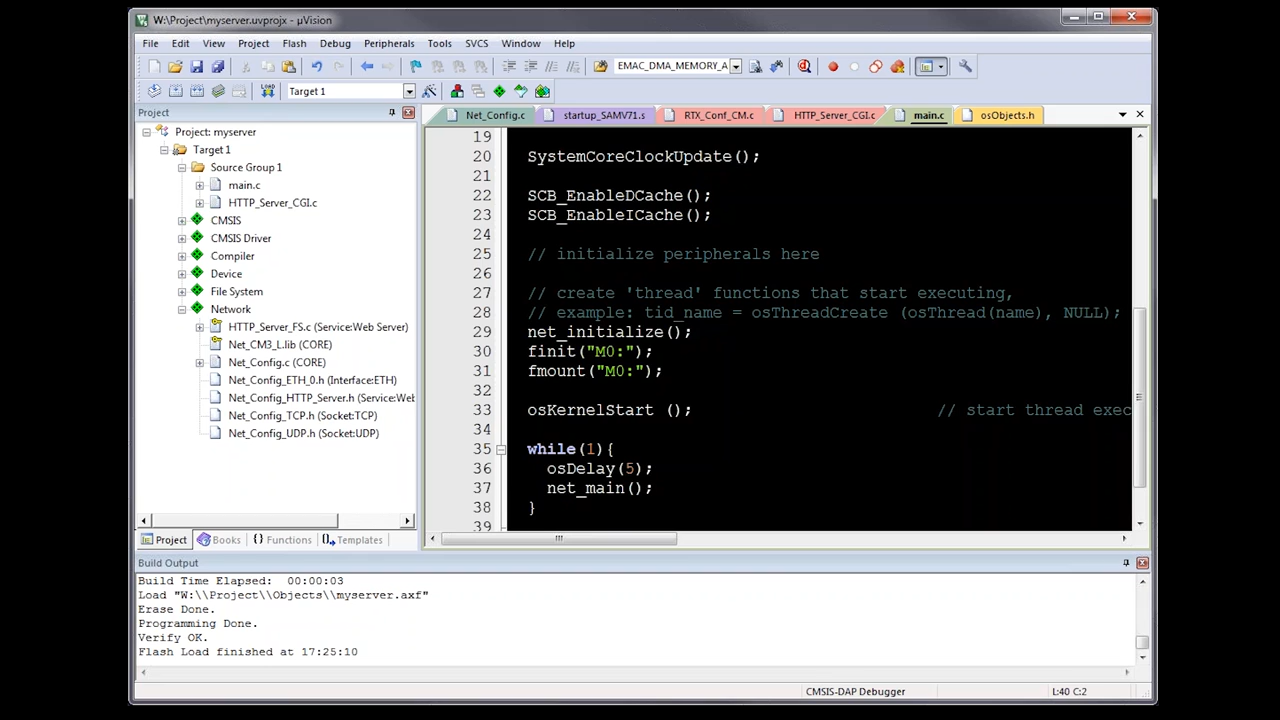 W:\Project\myserver.uvprojx - µVision
File Edit View Project Flash Debug Peripherals Tools SVCS Window Help
EMAC_DMA_MEMORY_A
LOAD Target 1
Project
Project: myserver
Target 1
Source Group 1
main.c
HTTP_Server_CGI.c
CMSIS
CMSIS Driver
Compiler
Device
File System
Network
HTTP_Server_FS.c (Service:Web Server)
Net_CM3_L.lib (CORE)
Net_Config.c (CORE)
Net_Config_ETH_0.h (Interface:ETH)
Net_Config_HTTP_Server.h (Service:Web
Net_Config_TCP.h (Socket:TCP)
Net_Config_UDP.h (Socket:UDP)
Project Books {} Functions Templates
Net_Config.c startup_SAMV71.s RTX_Conf_CM.c HTTP_Server_CGI.c main.c osObjects.h
19
20 SystemCoreClockUpdate();
21
22 SCB_EnableDCache();
23 SCB_EnableICache();
24
25 // initialize peripherals here
26
27 // create 'thread' functions that start executing,
28 // example: tid_name = osThreadCreate (osThread(name), NULL);
29 net_initialize();
30 finit("M0:");
31 fmount("M0:");
32
33 osKernelStart (); // start thread exec
34
35 while(1){
36 osDelay(5);
37 net_main();
38 }
39
Build Output
Build Time Elapsed: 00:00:03
Load "W:\\Project\\Objects\\myserver.axf"
Erase Done.
Programming Done.
Verify OK.
Flash Load finished at 17:25:10
CMSIS-DAP Debugger L:40 C:2